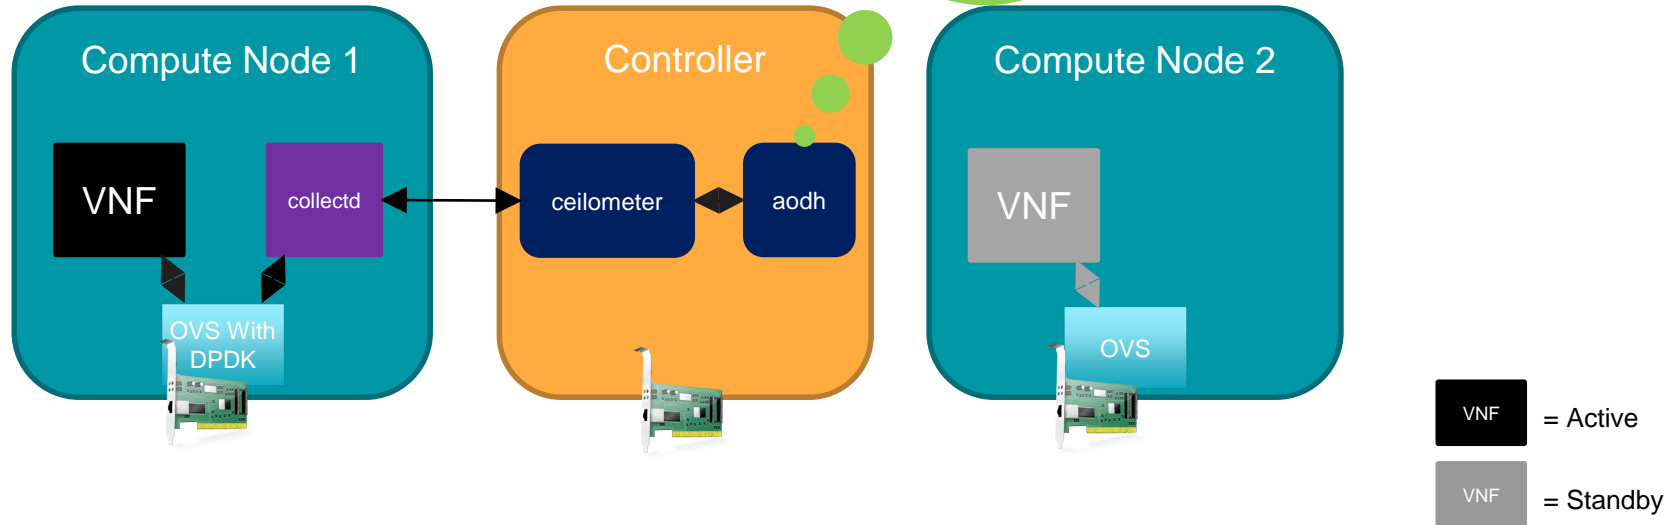 Compute Node 1
VNF
collectd
OVS With
DPDK
Controller
ceilometer
aodh
Compute Node 2
VNF
OVS
VNF = Active
VNF = Standby